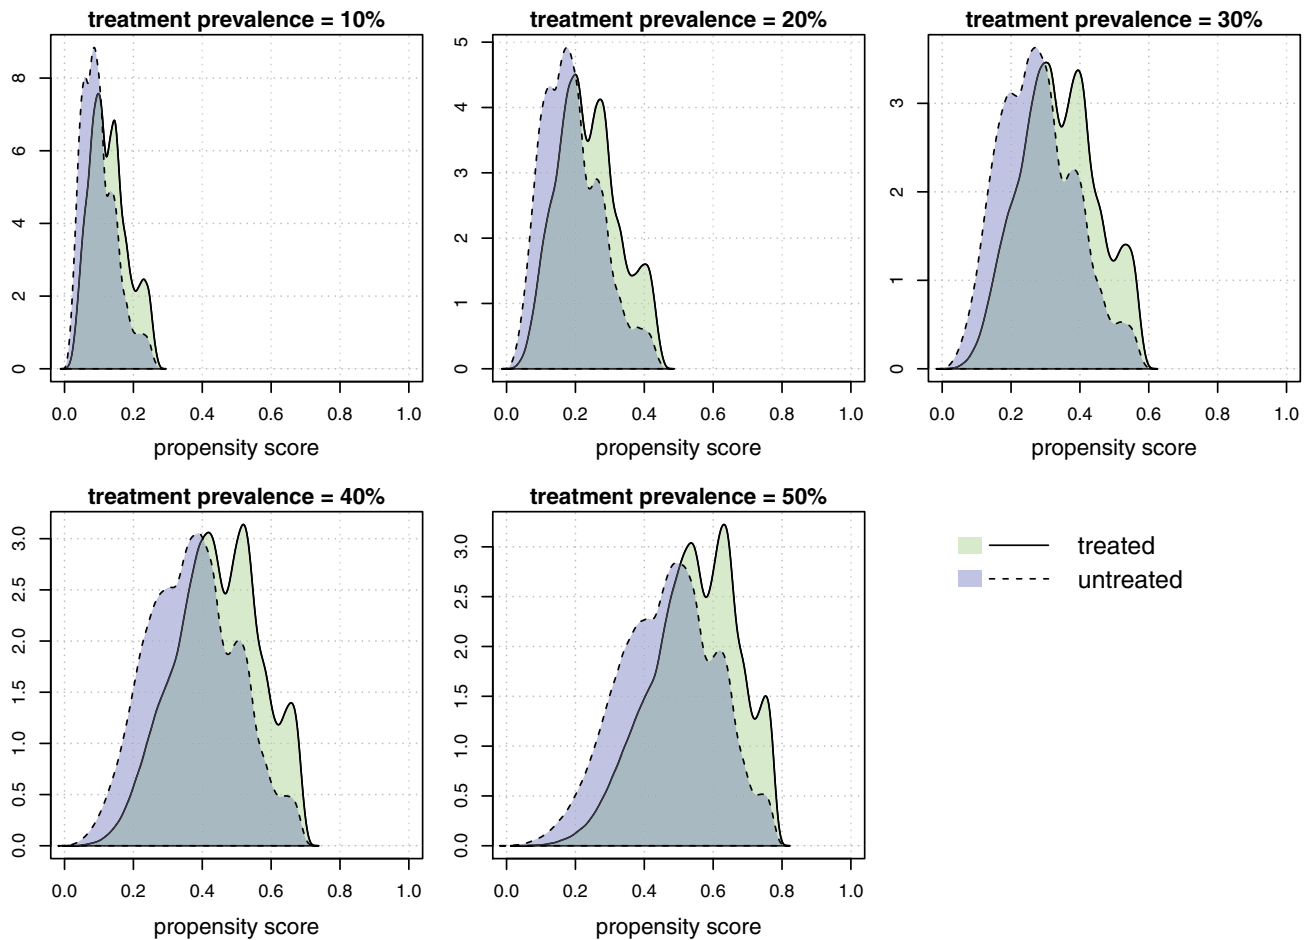 treatment prevalence = 10%
8
6
4
2
0
0.0 0.2 0.4 0.6 0.8 1.0
propensity score
treatment prevalence = 20%
5
4
3
2
1
0
0.0 0.2 0.4 0.6 0.8 1.0
propensity score
treatment prevalence = 30%
3
2
1
0
0.0 0.2 0.4 0.6 0.8 1.0
propensity score
treatment prevalence = 40%
3.0
2.5
2.0
1.5
1.0
0.5
0.0
0.0 0.2 0.4 0.6 0.8 1.0
propensity score
treatment prevalence = 50%
3.0
2.5
2.0
1.5
1.0
0.5
0.0
0.0 0.2 0.4 0.6 0.8 1.0
propensity score
treated
untreated